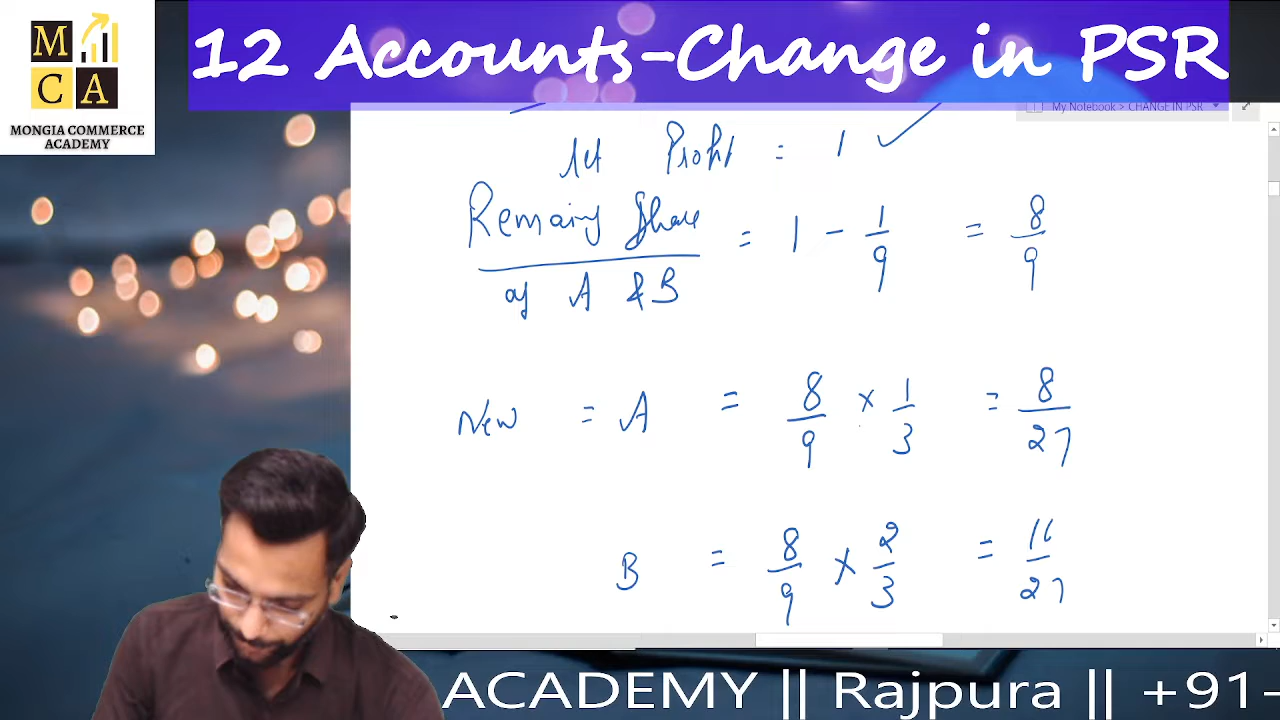 M
C A
MONGIA COMMERCE
ACADEMY
12 Accounts-Change in PSR
My Notebook > CHANGE IN PSR
let Profit = 1 ✓
Remaing Share = 1 - 1/9 = 8/9
of A & B
New = A = 8/9 × 1/3 = 8/27
B = 8/9 × 2/3 = 16/27
ACADEMY || Rajpura || +91-